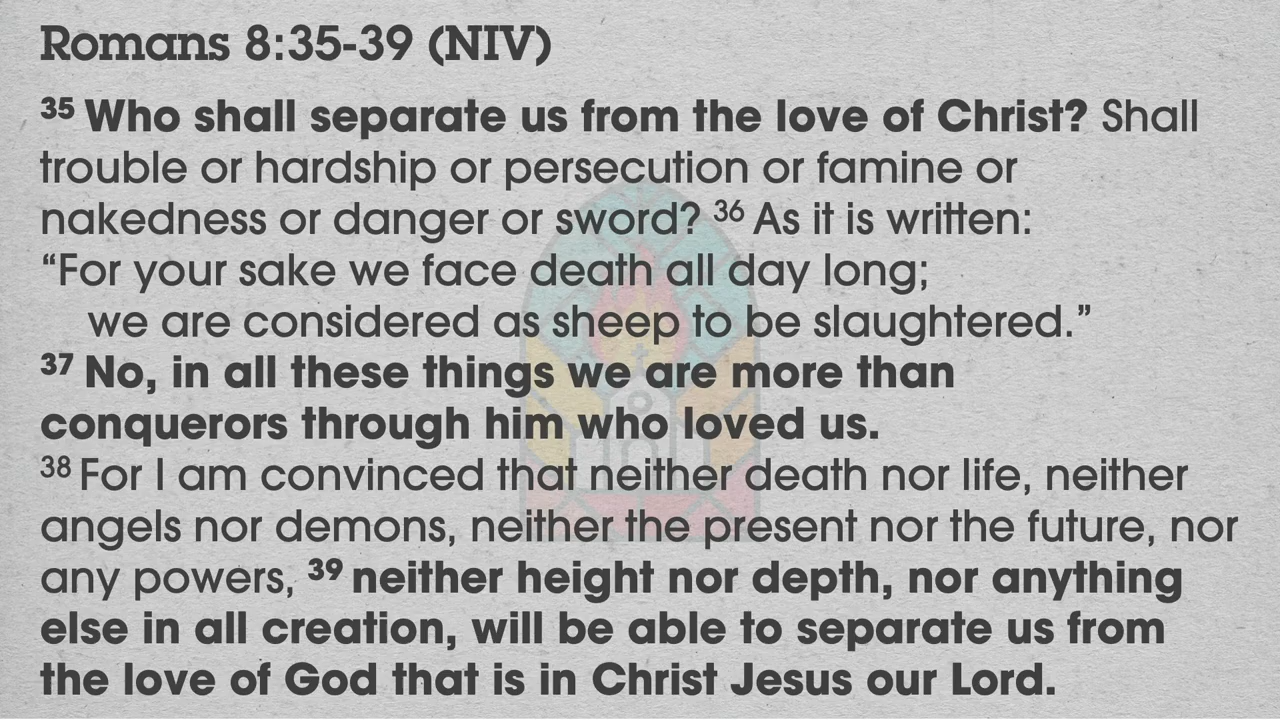 Romans 8:35-39 (NIV)
³⁵ Who shall separate us from the love of Christ? Shall
trouble or hardship or persecution or famine or
nakedness or danger or sword? ³⁶ As it is written:
“For your sake we face death all day long;
we are considered as sheep to be slaughtered.”
³⁷ No, in all these things we are more than
conquerors through him who loved us.
³⁸ For I am convinced that neither death nor life, neither
angels nor demons, neither the present nor the future, nor
any powers, ³⁹ neither height nor depth, nor anything
else in all creation, will be able to separate us from
the love of God that is in Christ Jesus our Lord.